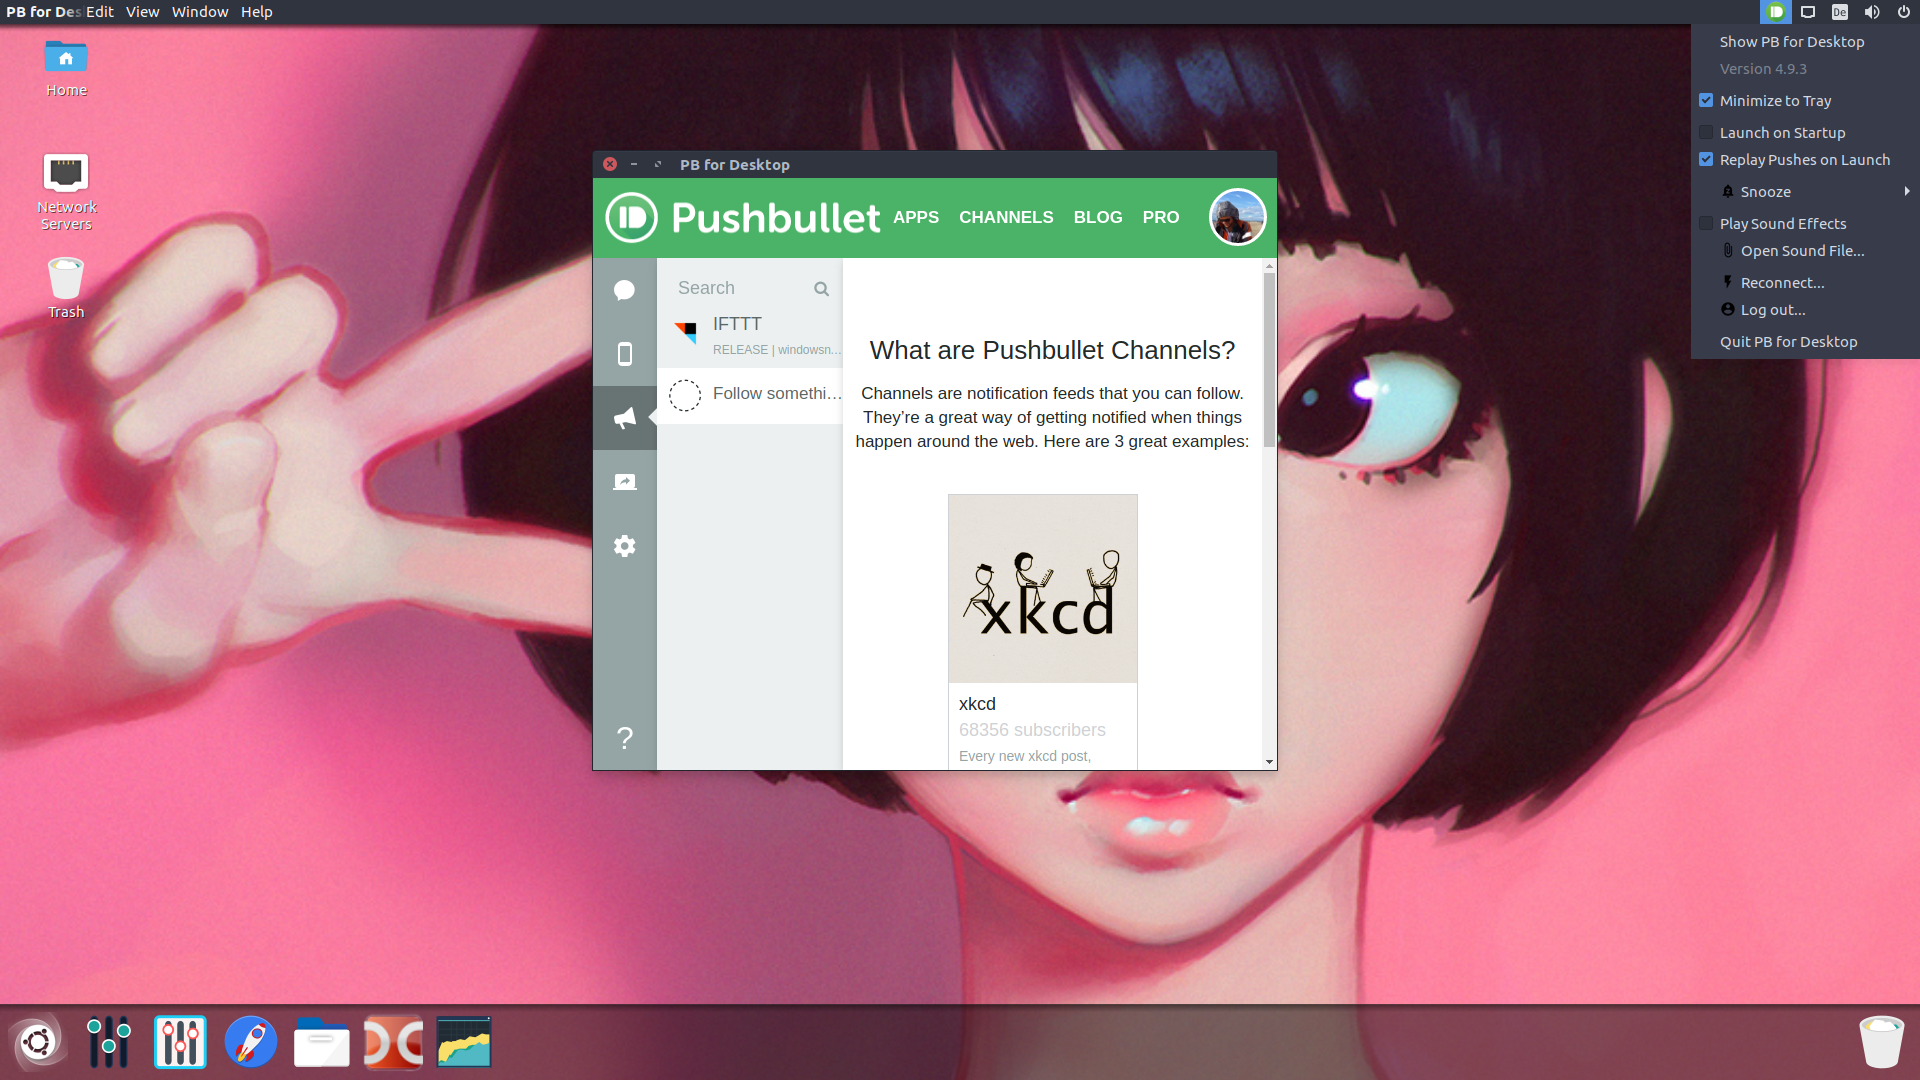 PB for Des Edit View Window Help
De
Home
Network
Servers
Trash
Show PB for Desktop
Version 4.9.3
Minimize to Tray
Launch on Startup
Replay Pushes on Launch
Snooze
Play Sound Effects
Open Sound File...
Reconnect...
Log out...
Quit PB for Desktop
PB for Desktop
Pushbullet APPS CHANNELS BLOG PRO
Search
IFTTT
RELEASE | windowsn...
Follow somethi...
?
What are Pushbullet Channels?
Channels are notification feeds that you can follow.
They're a great way of getting notified when things
happen around the web. Here are 3 great examples:
xkcd
xkcd
68356 subscribers
Every new xkcd post,